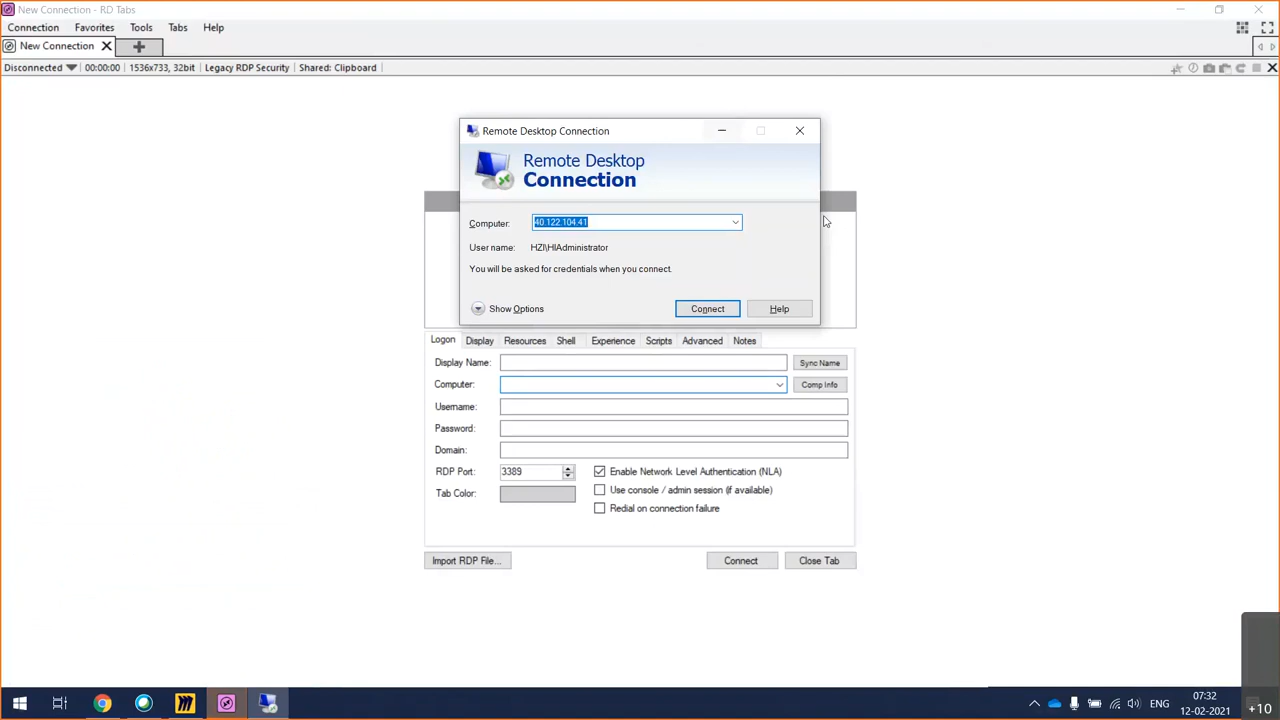 New Connection - RD Tabs
Connection Favorites Tools Tabs Help
New Connection
Disconnected 00:00:00 1536x733, 32bit Legacy RDP Security Shared: Clipboard
Remote Desktop Connection
Remote Desktop
Connection
Computer: 40.122.104.41
User name: HZI\HIAdministrator
You will be asked for credentials when you connect.
Show Options Connect Help
Logon Display Resources Shell Experience Scripts Advanced Notes
Display Name: Sync Name
Computer: Comp Info
Username:
Password:
Domain:
RDP Port: 3389 Enable Network Level Authentication (NLA)
Tab Color: Use console / admin session (if available)
Redial on connection failure
Import RDP File... Connect Close Tab
ENG 07:32
12-02-2021
+10